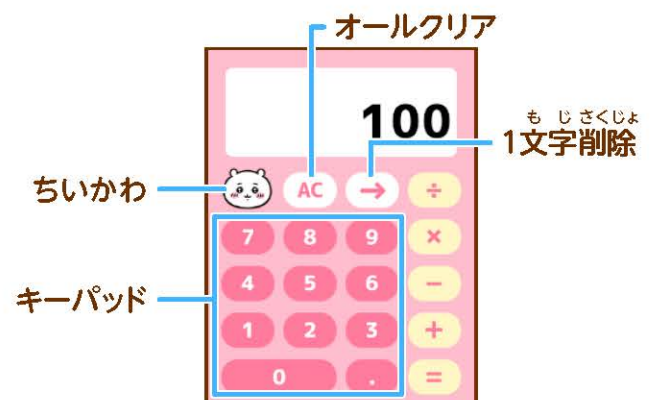 オールクリア
100
も じ さくじょ
1文字削除
ちいかわ
AC → ÷
7 8 9 ×
キーパッド
4 5 6 −
1 2 3 +
0 . =